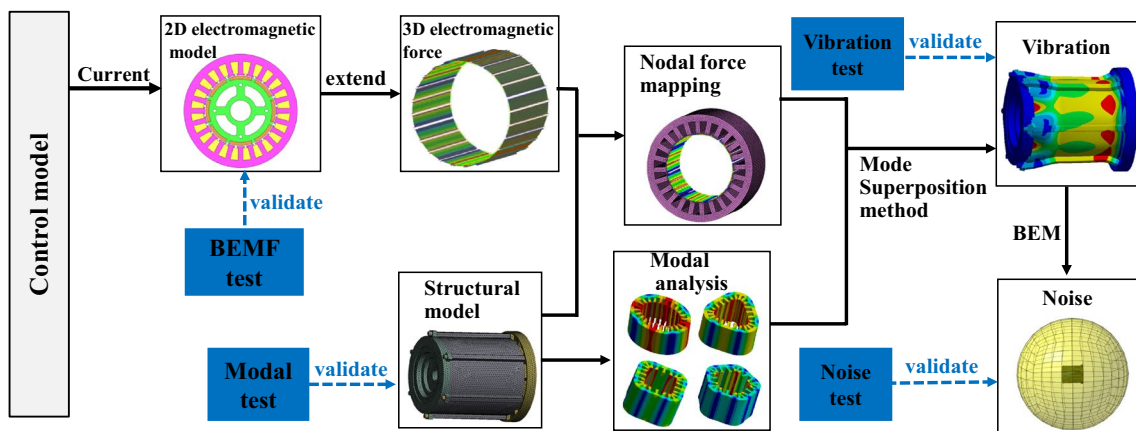 Control model
Current
2D electromagnetic
model
extend
3D electromagnetic
force
validate
BEMF
test
Nodal force
mapping
Vibration
test
validate
Vibration
Mode
Superposition
method
BEM
Structural
model
Modal
analysis
Modal
test
validate
Noise
test
validate
Noise